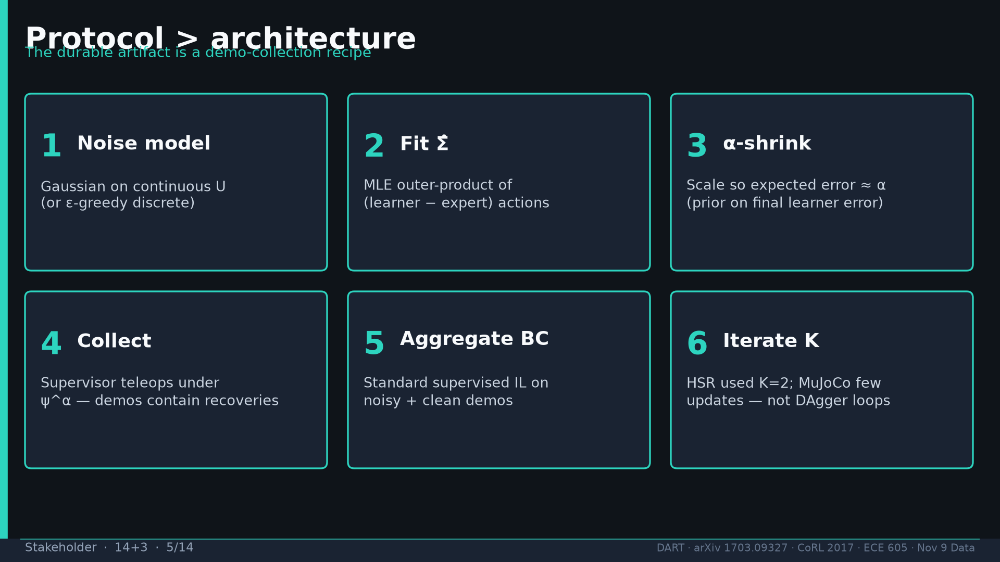 Protocol > architecture
The durable artifact is a demo-collection recipe
1 Noise model
Gaussian on continuous U
(or ε-greedy discrete)
2 Fit Σ̂
MLE outer-product of
(learner − expert) actions
3 α-shrink
Scale so expected error ≈ α
(prior on final learner error)
4 Collect
Supervisor teleops under
ψ^α — demos contain recoveries
5 Aggregate BC
Standard supervised IL on
noisy + clean demos
6 Iterate K
HSR used K=2; MuJoCo few
updates — not DAgger loops
Stakeholder · 14+3 · 5/14
DART · arXiv 1703.09327 · CoRL 2017 · ECE 605 · Nov 9 Data